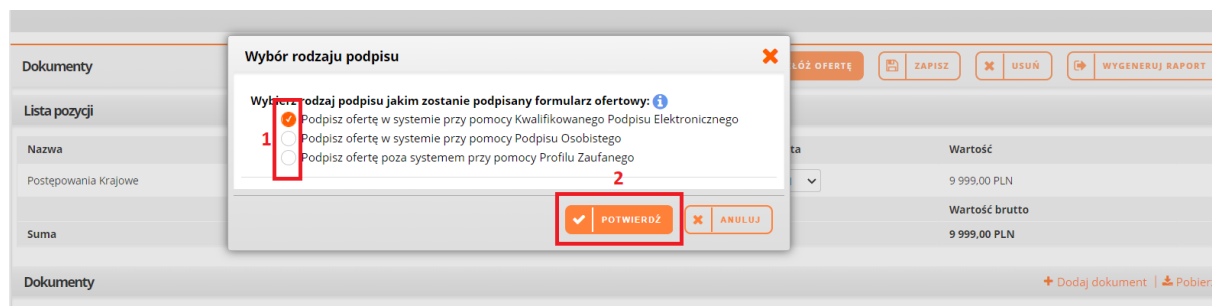 Wybór rodzaju podpisu
Dokumenty
ÓŻ OFERTĘ
ZAPISZ
USUŃ
WYGENERUJ RAPORT
Wybierz rodzaj podpisu jakim zostanie podpisany formularz ofertowy:
Lista pozycji
Podpisz ofertę w systemie przy pomocy Kwalifikowanego Podpisu Elektronicznego
1
Podpisz ofertę w systemie przy pomocy Podpisu Osobistego
Podpisz ofertę poza systemem przy pomocy Profilu Zaufanego
Nazwa
ta
Wartość
2
Postępowania Krajowe
9 999,00 PLN
POTWIERDŹ
ANULUJ
Wartość brutto
Suma
9 999,00 PLN
Dokumenty
Dodaj dokument
Pobierz